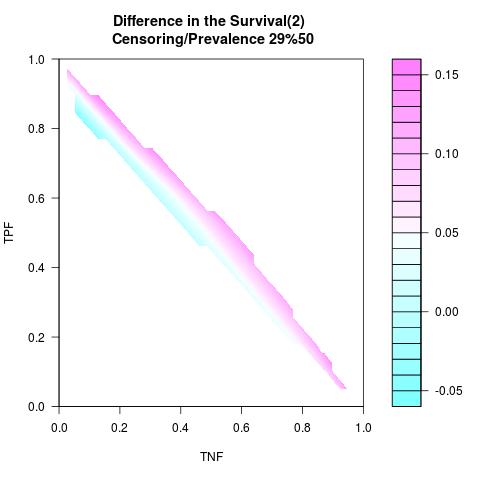 Difference in the Survival(2)
Censoring/Prevalence 29%50
TPF
1.0
0.8
0.6
0.4
0.2
0.0
0.0 0.2 0.4 0.6 0.8 1.0
TNF
0.15
0.10
0.05
0.00
-0.05